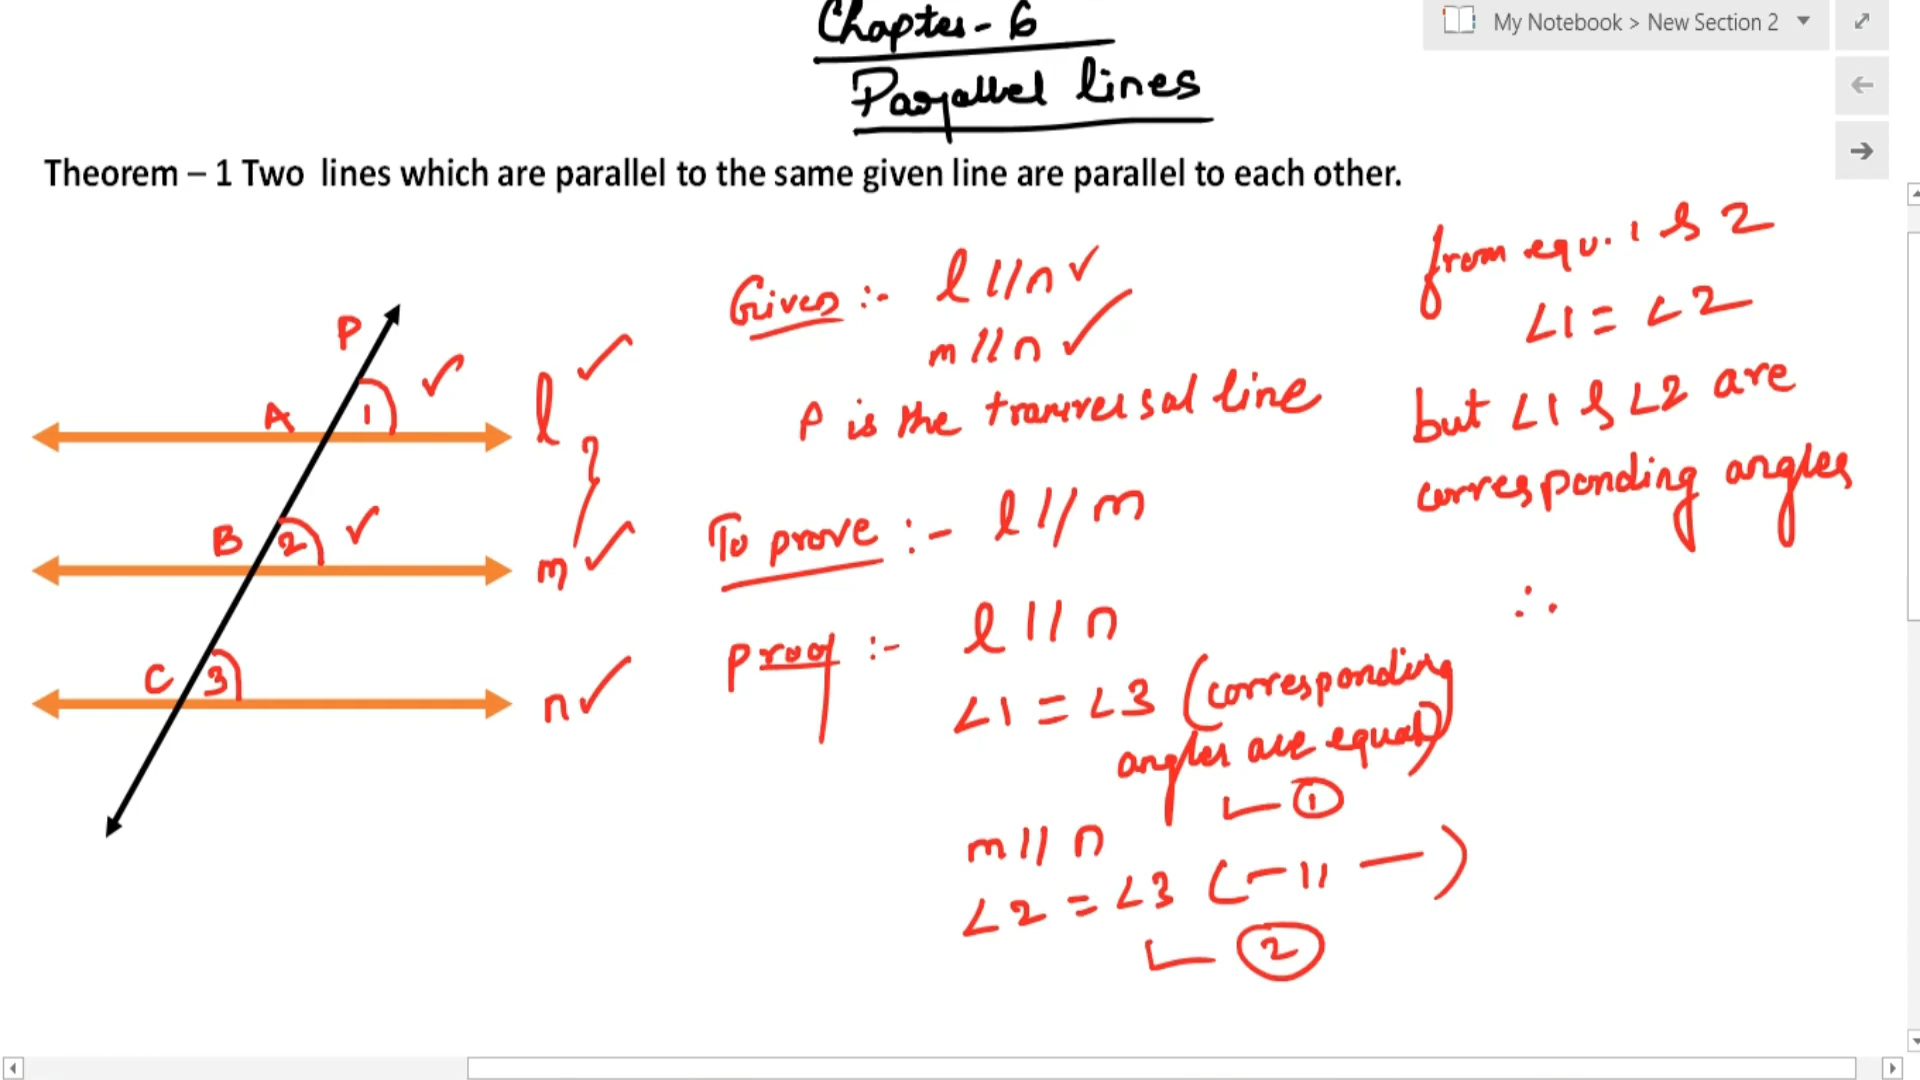 Chapter - 6
My Notebook > New Section 2
Parallel lines
Theorem – 1 Two lines which are parallel to the same given line are parallel to each other.
P
A
1
l
B
2
m
C
3
n
Given :- l // n
m // n
P is the tranversal line
To prove :- l // m
Proof :- l // n
∠1 = ∠3 (corresponding
angles are equal)
①
m // n
∠2 = ∠3 ( – 11 – )
②
from equ. 1 & 2
∠1 = ∠2
but ∠1 & ∠2 are
corresponding angles
∴